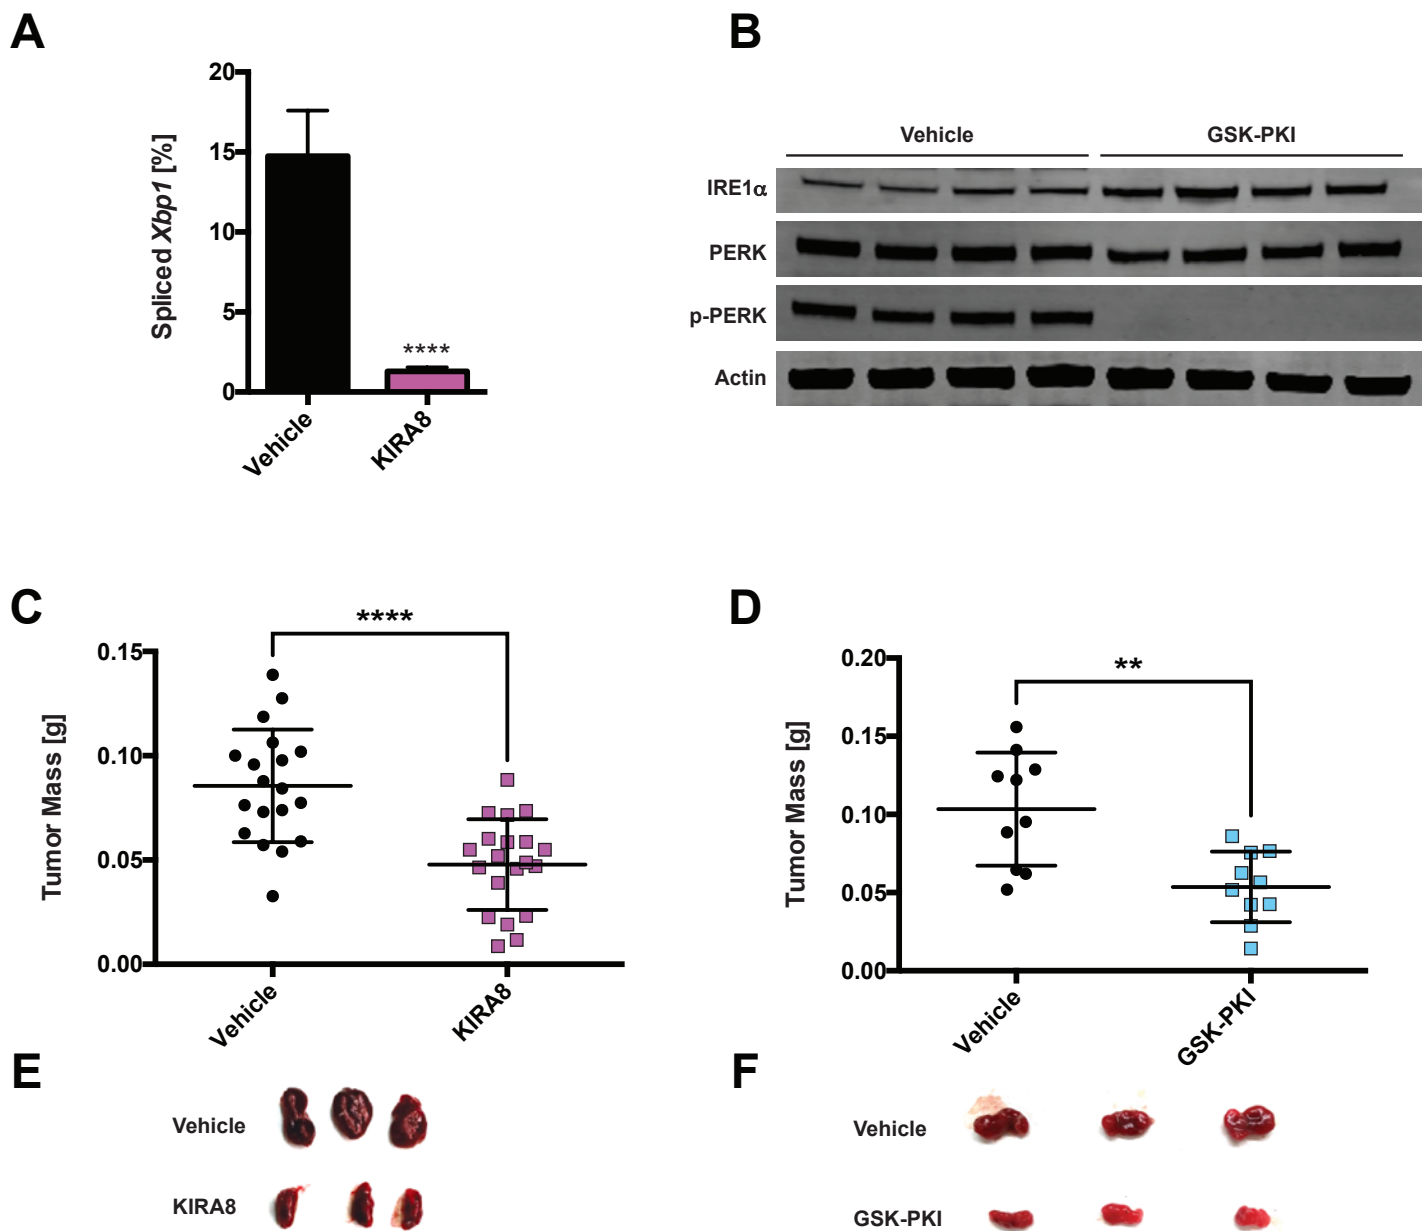 A
20
15
10
5
0
Spliced Xbp1 [%]
****
Vehicle
KIRA8
B
Vehicle
GSK-PKI
IRE1α
PERK
p-PERK
Actin
C
****
0.15
0.10
0.05
0.00
Tumor Mass [g]
Vehicle
KIRA8
D
**
0.20
0.15
0.10
0.05
0.00
Tumor Mass [g]
Vehicle
GSK-PKI
E
Vehicle
KIRA8
F
Vehicle
GSK-PKI